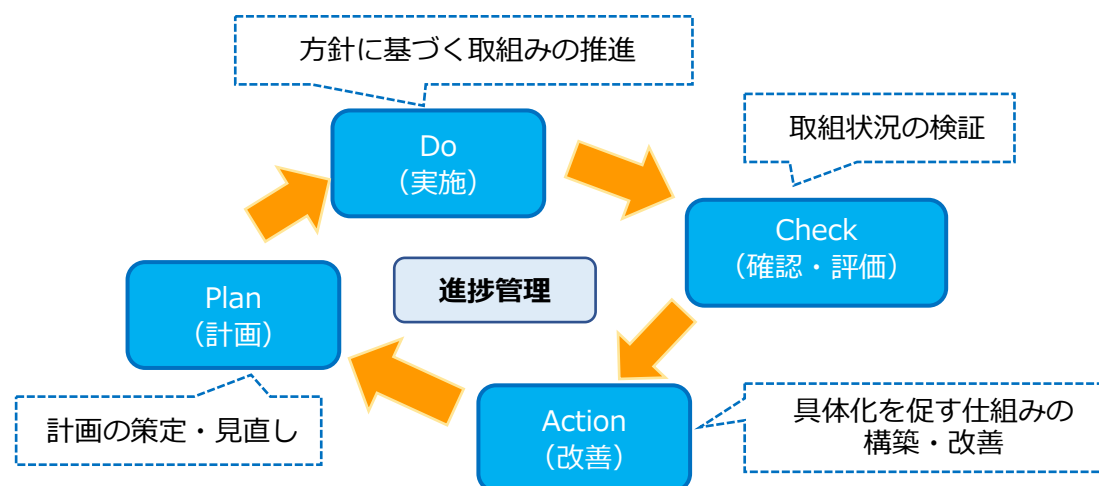 方針に基づく取組みの推進
Do
（実施）
取組状況の検証
Check
（確認・評価）
進捗管理
Plan
（計画）
計画の策定・見直し
Action
（改善）
具体化を促す仕組みの
構築・改善